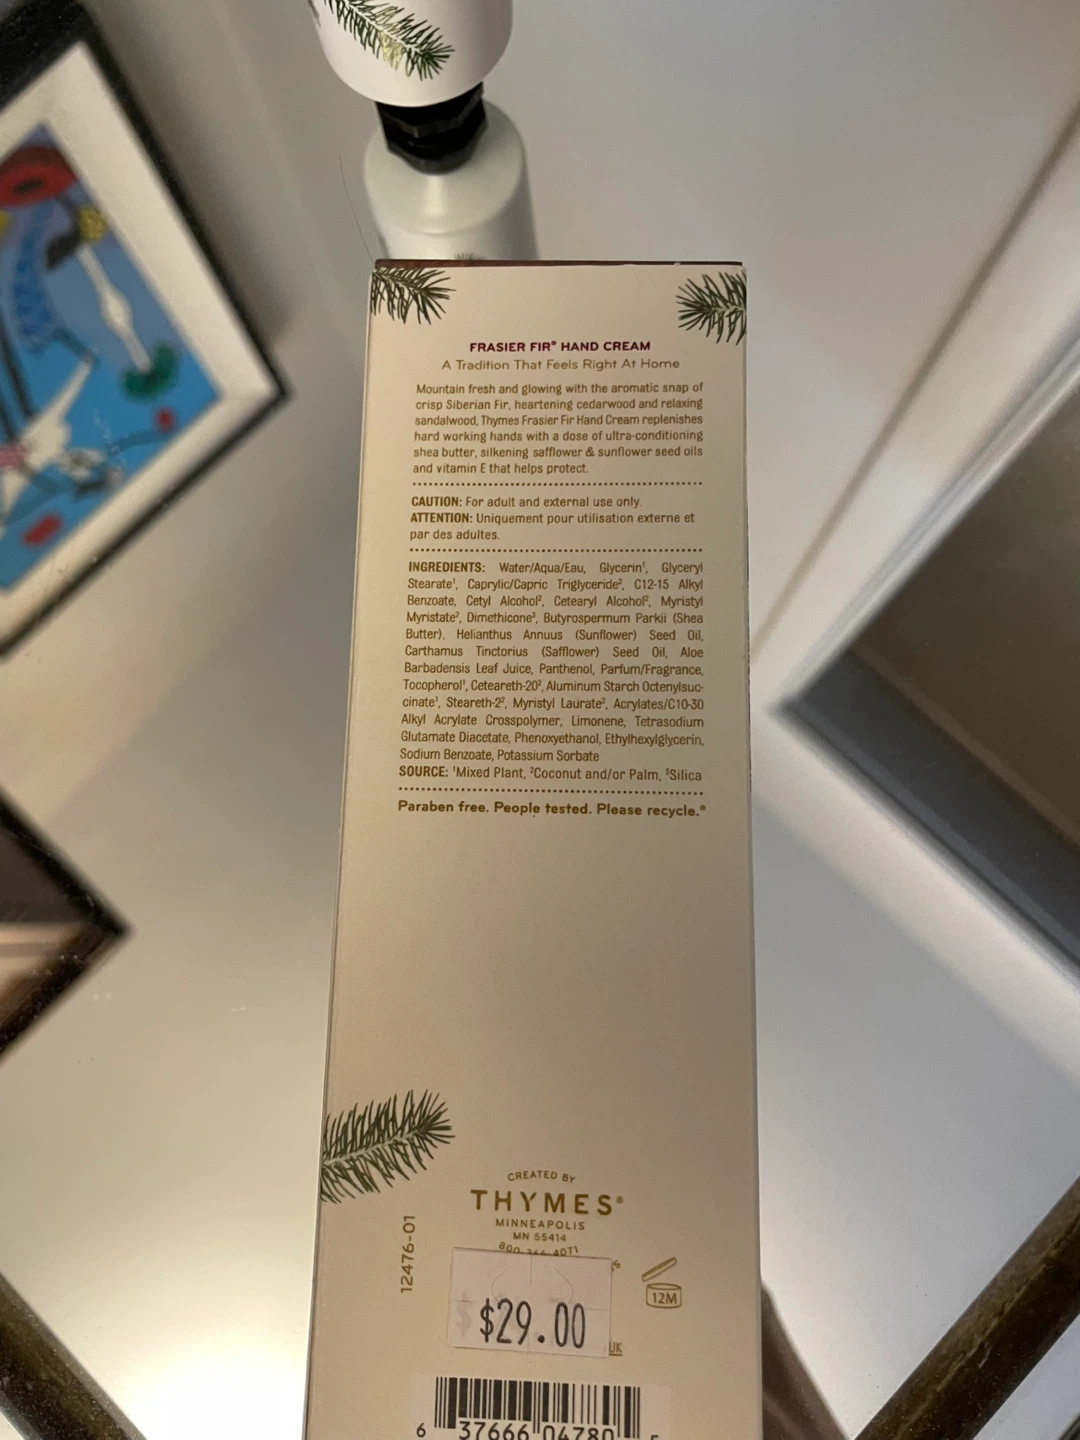 FRASIER FIR® HAND CREAM
A Tradition That Feels Right At Home
Mountain fresh and glowing with the aromatic snap of
crisp Siberian Fir, heartening cedarwood and relaxing
sandalwood, Thymes Frasier Fir Hand Cream replenishes
hard working hands with a dose of ultra-conditioning
shea butter, silkening safflower & sunflower seed oils
and vitamin E that helps protect.
CAUTION: For adult and external use only.
ATTENTION: Uniquement pour utilisation externe et
par des adultes.
INGREDIENTS: Water/Aqua/Eau, Glycerin¹, Glyceryl
Stearate¹, Caprylic/Capric Triglyceride², C12-15 Alkyl
Benzoate, Cetyl Alcohol², Cetearyl Alcohol², Myristyl
Myristate², Dimethicone³, Butyrospermum Parkii (Shea
Butter), Helianthus Annuus (Sunflower) Seed Oil,
Carthamus Tinctorius (Safflower) Seed Oil, Aloe
Barbadensis Leaf Juice, Panthenol, Parfum/Fragrance,
Tocopherol¹, Ceteareth-20², Aluminum Starch Octenylsuc-
cinate¹, Steareth-2², Myristyl Laurate², Acrylates/C10-30
Alkyl Acrylate Crosspolymer, Limonene, Tetrasodium
Glutamate Diacetate, Phenoxyethanol, Ethylhexylglycerin,
Sodium Benzoate, Potassium Sorbate
SOURCE: ¹Mixed Plant, ²Coconut and/or Palm, ³Silica
Paraben free. People tested. Please recycle.®
CREATED BY
THYMES®
MINNEAPOLIS
MN 55414
12476-01
12M
$29.00
UK
6 37666 04780